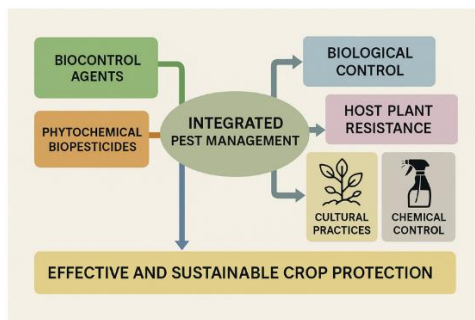 BIOCONTROL
AGENTS
PHYTOCHEMICAL
BIOPESTICIDES
INTEGRATED
PEST MANAGEMENT
BIOLOGICAL
CONTROL
HOST PLANT
RESISTANCE
CULTURAL
PRACTICES
CHEMICAL
CONTROL
EFFECTIVE AND SUSTAINABLE CROP PROTECTION